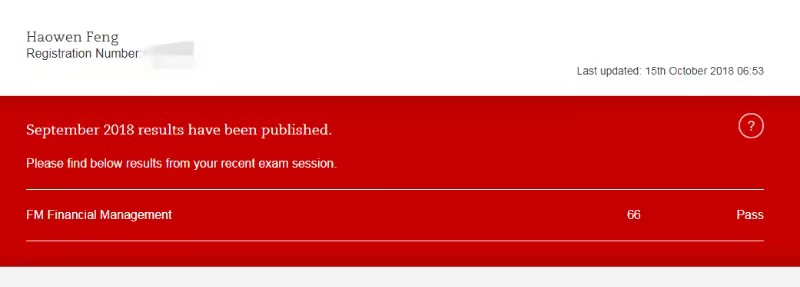 Haowen Feng
Registration Number:
Last updated: 15th October 2018 06:53
September 2018 results have been published.
?
Please find below results from your recent exam session.
FM Financial Management 66 Pass